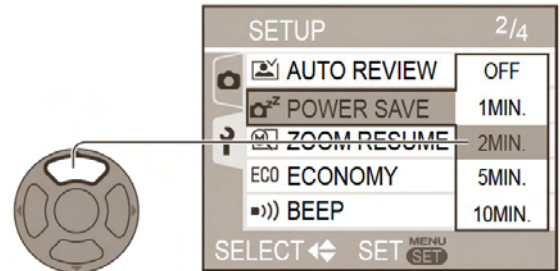 SETUP 2/4
AUTO REVIEW OFF
zZ POWER SAVE 1MIN.
ZOOM RESUME 2MIN.
ECO ECONOMY 5MIN.
BEEP 10MIN.
SELECT SET MENU SET